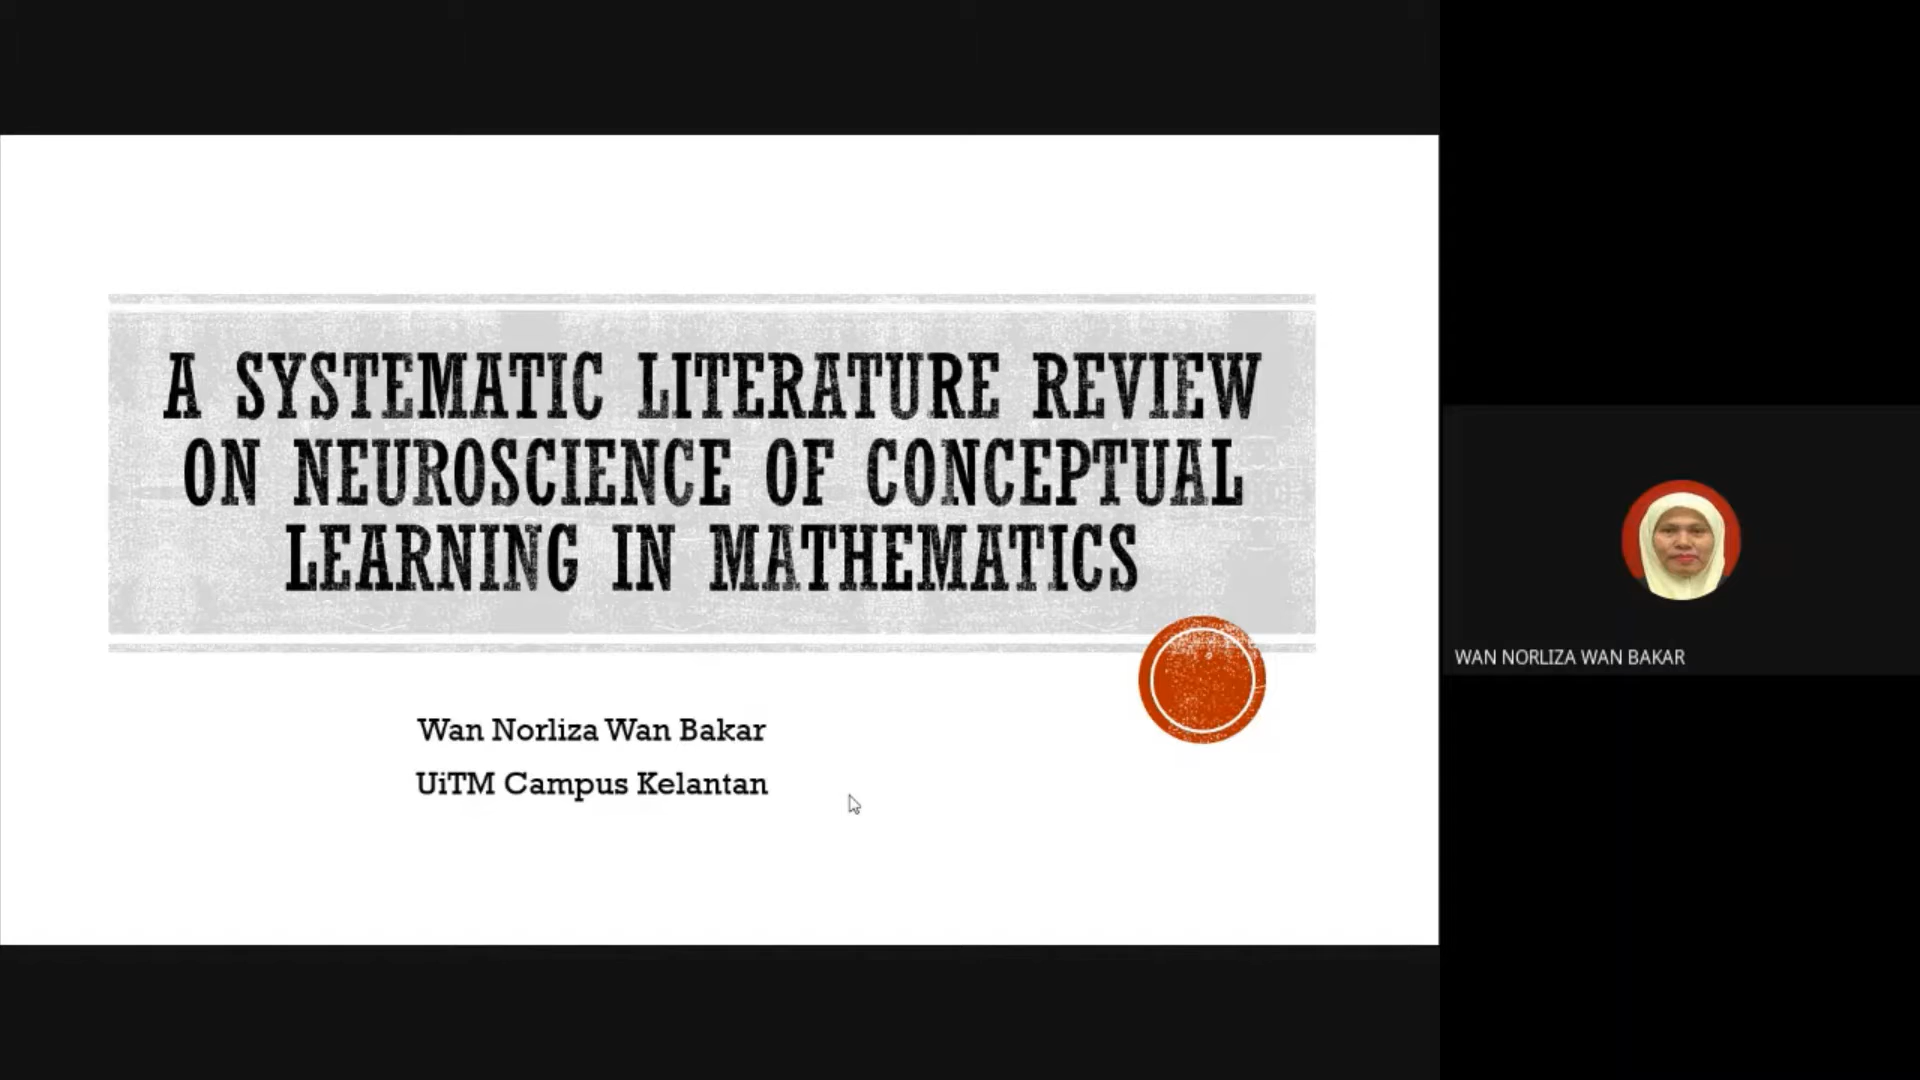 A SYSTEMATIC LITERATURE REVIEW
ON NEUROSCIENCE OF CONCEPTUAL
LEARNING IN MATHEMATICS
Wan Norliza Wan Bakar
UiTM Campus Kelantan
WAN NORLIZA WAN BAKAR